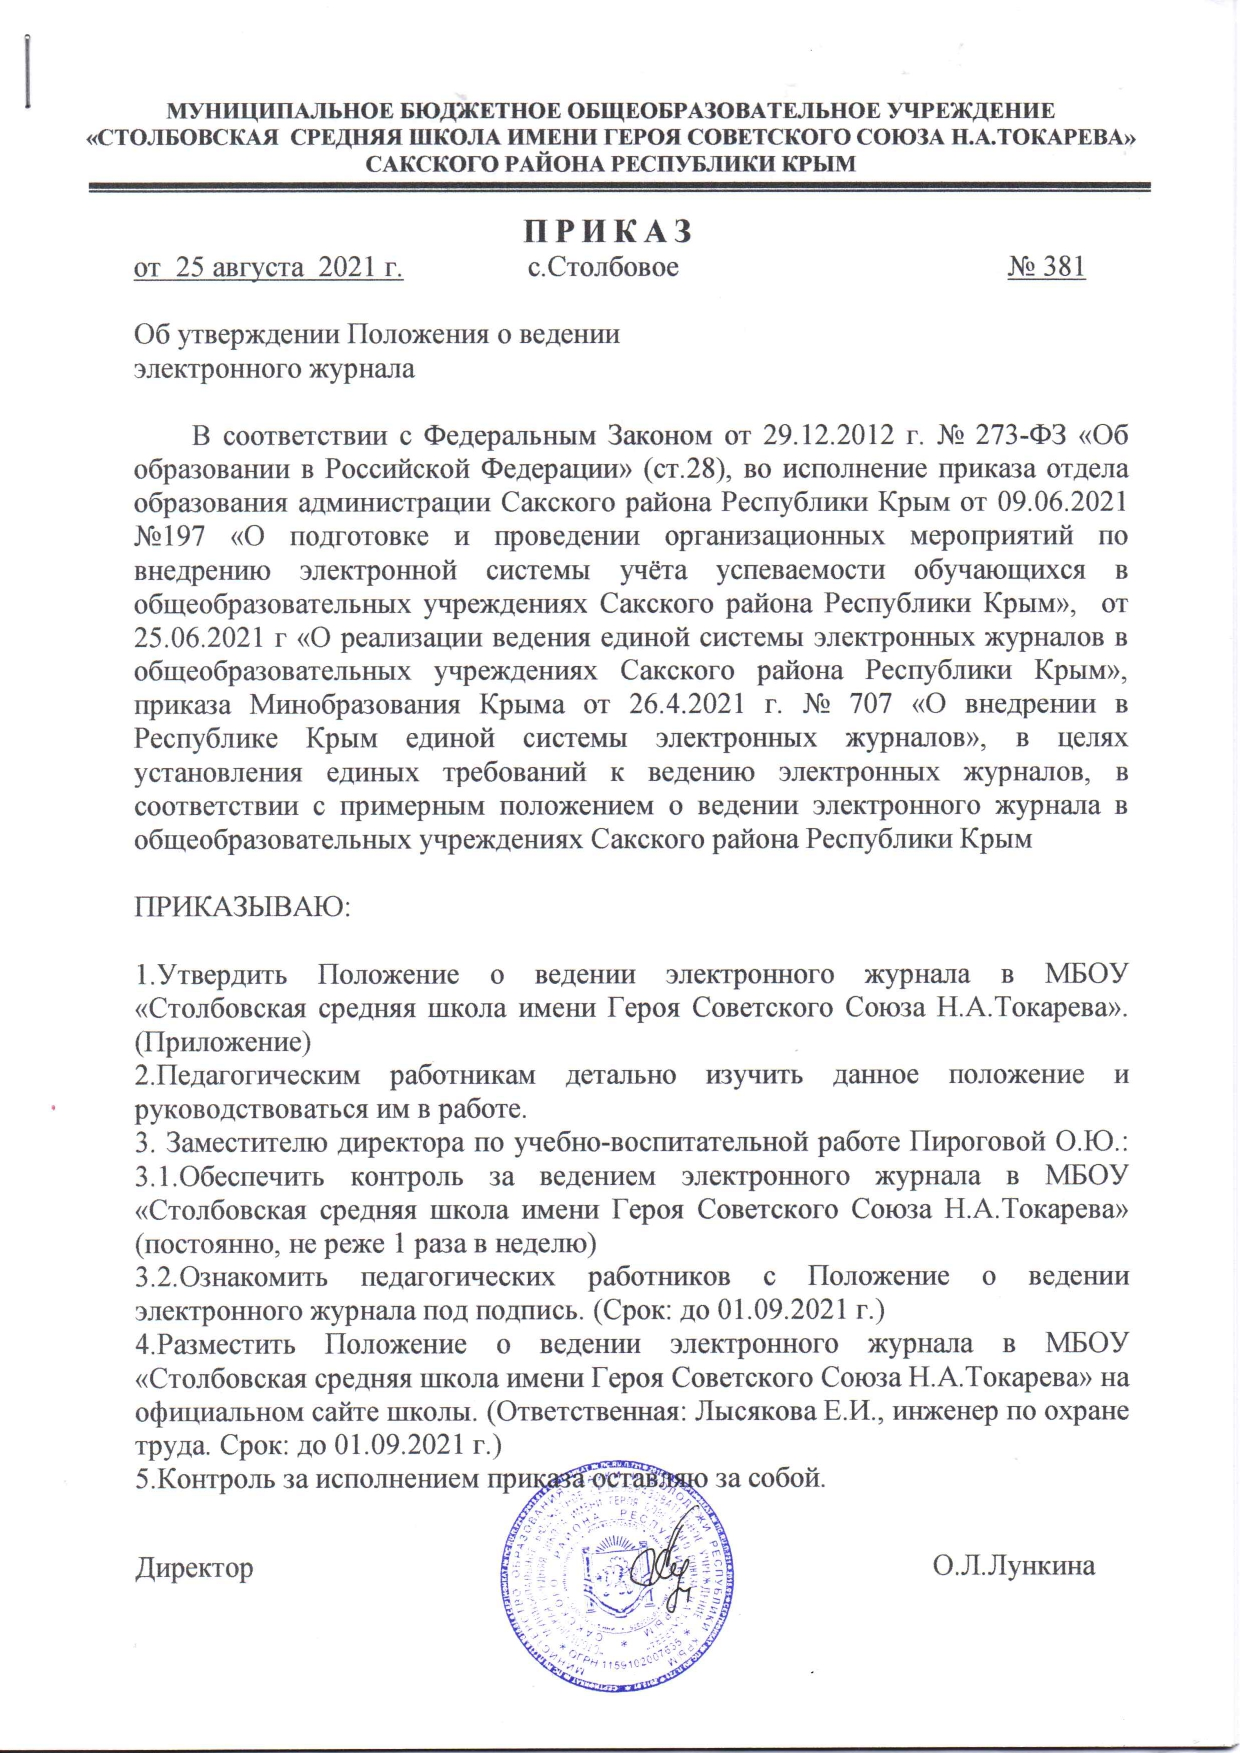 МУНИЦИПАЛЬНОЕ БЮДЖЕТНОЕ ОБЩЕОБРАЗОВАТЕЛЬНОЕ УЧРЕЖДЕНИЕ
«СТОЛБОВСКАЯ СРЕДНЯЯ ШКОЛА ИМЕНИ ГЕРОЯ СОВЕТСКОГО СОЮЗА Н.А.ТОКАРЕВА»
САКСКОГО РАЙОНА РЕСПУБЛИКИ КРЫМ
П Р И К А З
от 25 августа 2021 г. с.Столбовое № 381
Об утверждении Положения о ведении
электронного журнала
В соответствии с Федеральным Законом от 29.12.2012 г. № 273-ФЗ «Об
образовании в Российской Федерации» (ст.28), во исполнение приказа отдела
образования администрации Сакского района Республики Крым от 09.06.2021
№197 «О подготовке и проведении организационных мероприятий по
внедрению электронной системы учёта успеваемости обучающихся в
общеобразовательных учреждениях Сакского района Республики Крым», от
25.06.2021 г «О реализации ведения единой системы электронных журналов в
общеобразовательных учреждениях Сакского района Республики Крым»,
приказа Минобразования Крыма от 26.4.2021 г. № 707 «О внедрении в
Республике Крым единой системы электронных журналов», в целях
установления единых требований к ведению электронных журналов, в
соответствии с примерным положением о ведении электронного журнала в
общеобразовательных учреждениях Сакского района Республики Крым
ПРИКАЗЫВАЮ:
1.Утвердить Положение о ведении электронного журнала в МБОУ
«Столбовская средняя школа имени Героя Советского Союза Н.А.Токарева».
(Приложение)
2.Педагогическим работникам детально изучить данное положение и
руководствоваться им в работе.
3. Заместителю директора по учебно-воспитательной работе Пироговой О.Ю.:
3.1.Обеспечить контроль за ведением электронного журнала в МБОУ
«Столбовская средняя школа имени Героя Советского Союза Н.А.Токарева»
(постоянно, не реже 1 раза в неделю)
3.2.Ознакомить педагогических работников с Положение о ведении
электронного журнала под подпись. (Срок: до 01.09.2021 г.)
4.Разместить Положение о ведении электронного журнала в МБОУ
«Столбовская средняя школа имени Героя Советского Союза Н.А.Токарева» на
официальном сайте школы. (Ответственная: Лысякова Е.И., инженер по охране
труда. Срок: до 01.09.2021 г.)
5.Контроль за исполнением приказа оставляю за собой.
Директор О.Л.Лункина